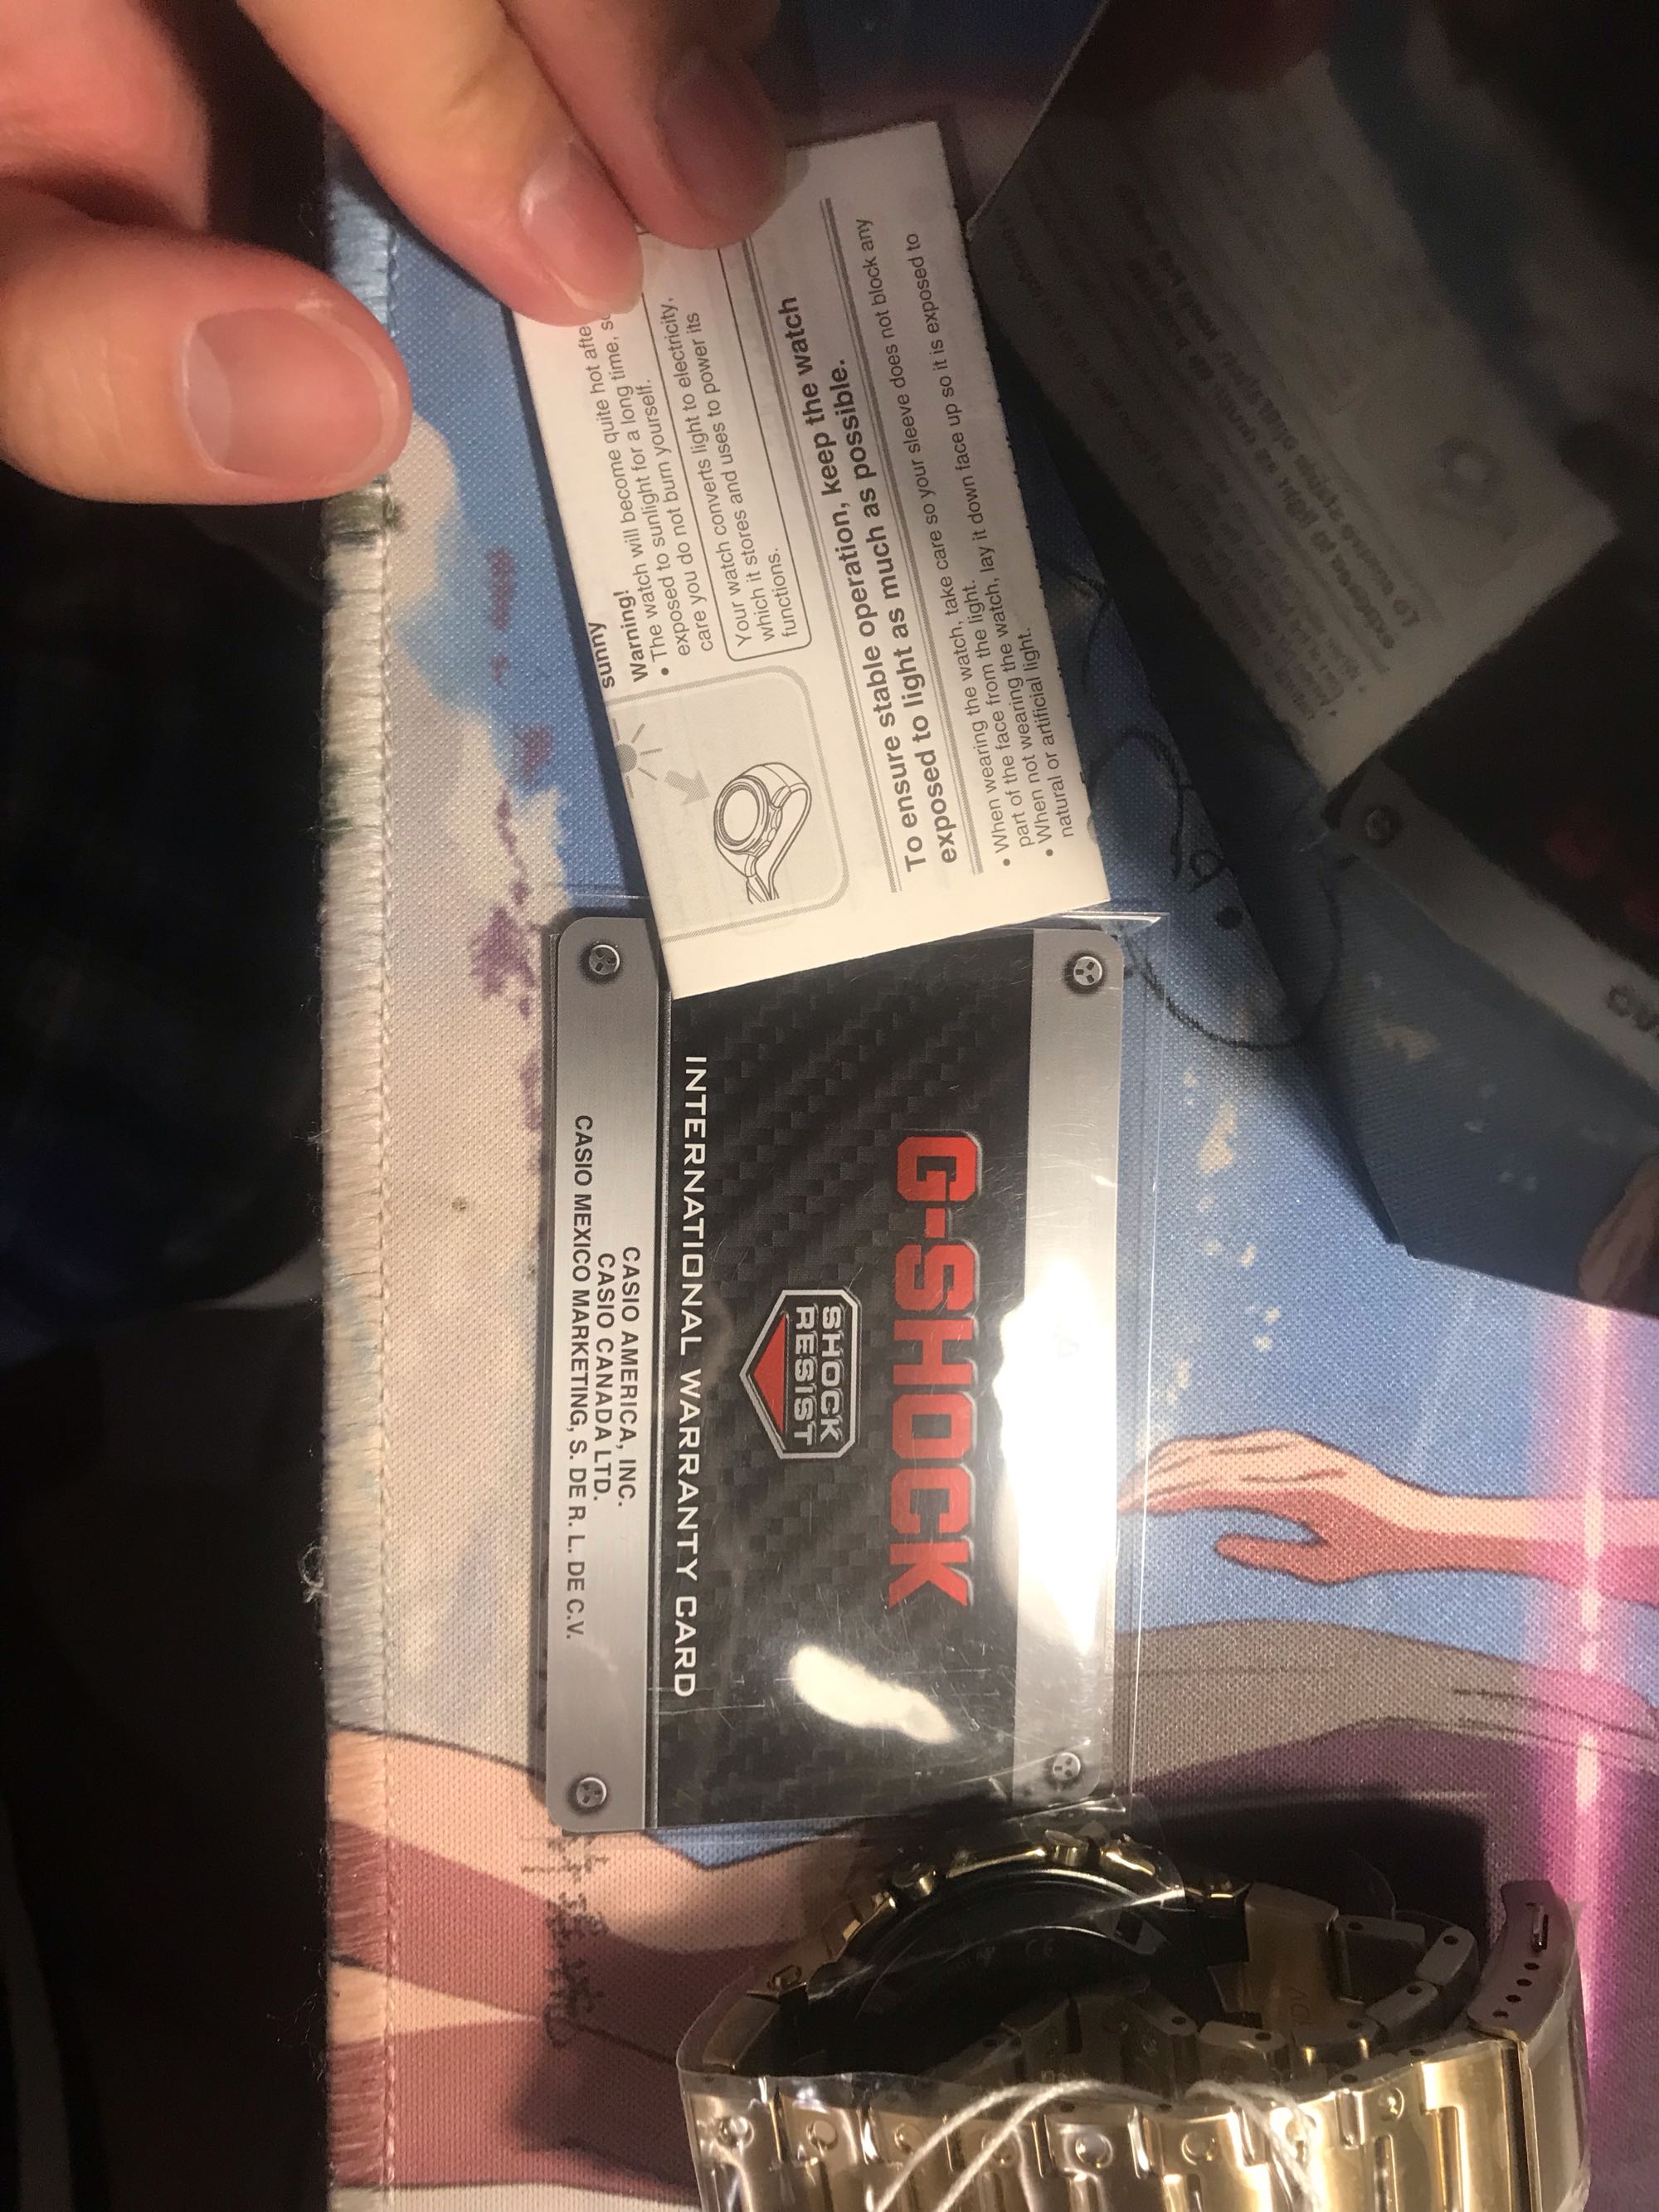 sunny
Warning!
• The watch will become quite hot afte
exposed to sunlight for a long time, so
care you do not burn yourself.
Your watch converts light to electricity,
which it stores and uses to power its
functions.
To ensure stable operation, keep the watch
exposed to light as much as possible.
• When wearing the watch, take care so your sleeve does not block any
part of the face from the light.
• When not wearing the watch, lay it down face up so it is exposed to
natural or artificial light.
G-SHOCK
SHOCK
RESIST
INTERNATIONAL WARRANTY CARD
CASIO AMERICA, INC.
CASIO CANADA LTD.
CASIO MEXICO MARKETING, S. DE R. L. DE C.V.